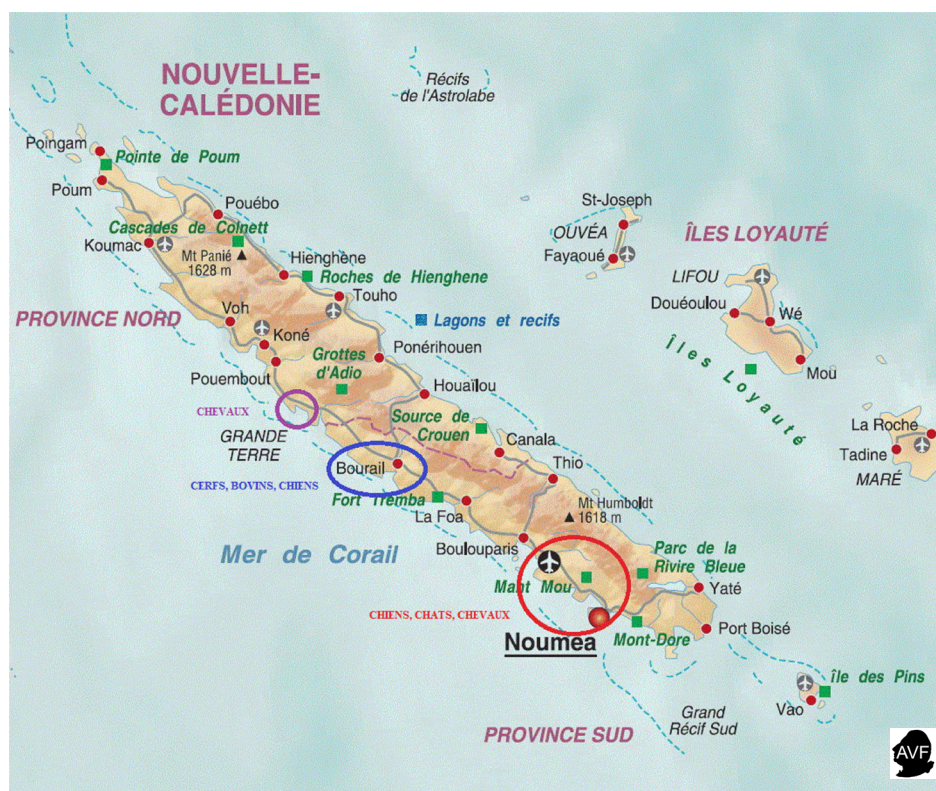 NOUVELLE-
CALÉDONIE
Récifs
de l'Astrolabe
Poingam
Pointe de Poum
Poum
Pouébo
St-Joseph
Cascades de Colnett
OUVÉA
ÎLES LOYAUTÉ
Koumac
Mt Panié
1628 m
Hienghène
Fayaoué
Roches de Hienghene
LIFOU
Touho
Douéoulou
Wé
Voh
PROVINCE NORD
Lagons et recifs
Koné
Ponérihouen
Grottes
d'Adio
Mou
Pouembout
Îles Loyauté
Houaïlou
CHEVAUX
Source de
Crouen
La Roche
GRANDE
TERRE
Canala
Tadine
MARÉ
Bourail
Thio
CERFS, BOVINS, CHIENS
Fort Tremba
Mt Humboldt
1618 m
La Foa
Mer de Corail
Boulouparis
Parc de la
Rivire Bleue
Mant Mou
Yaté
CHIENS, CHATS, CHEVAUX
Port Boisé
Noumea
Mont-Dore
île des Pins
Vao
Grand
Récif Sud
PROVINCE SUD
AVF